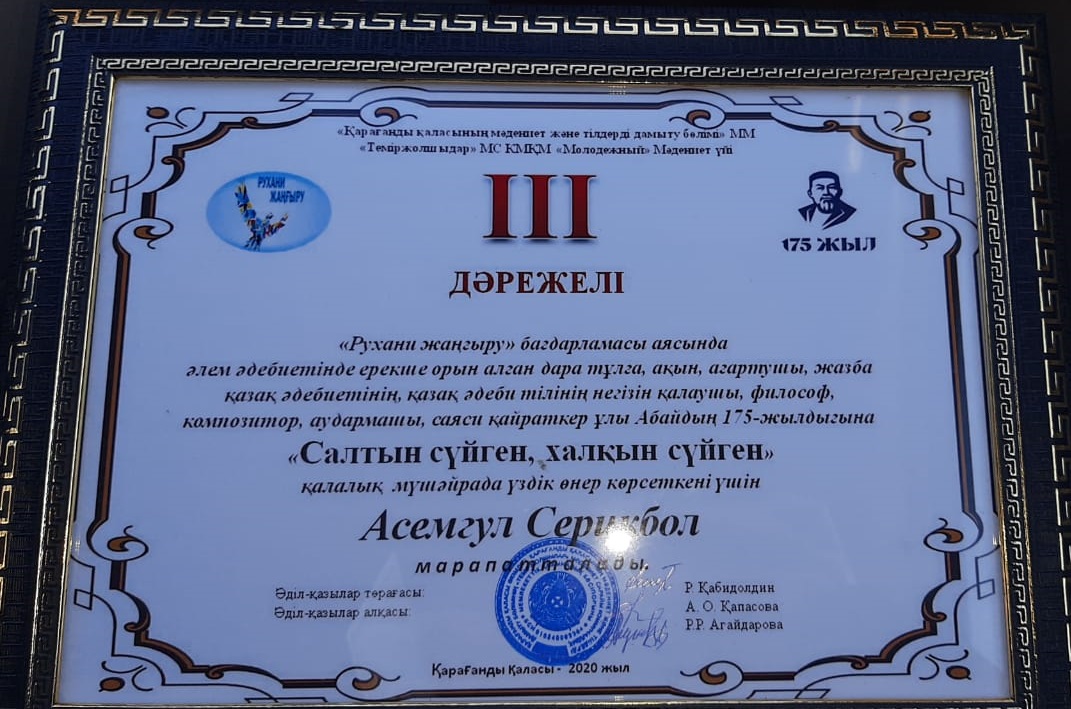 «Қарағанды қаласының мәдениет және тілдерді дамыту бөлімі» ММ
«Теміржолшыдар» МС КМҚМ «Молодежный» Мәдениет үйі
РУХАНИ
ЖАҢҒЫРУ
III
175 ЖЫЛ
ДӘРЕЖЕЛІ
«Рухани жаңғыру» бағдарламасы аясында
әлем әдебиетінде ерекше орын алған дара тұлға, ақын, ағартушы, жазба
қазақ әдебиетінің, қазақ әдеби тілінің негізін қалаушы, философ,
композитор, аудармашы, саяси қайраткер ұлы Абайдың 175-жылдығына
«Салтын сүйген, халқын сүйген»
қалалық мүшәйрада үздік өнер көрсеткені үшін
Асемгул Серикбол
марапатталады.
Әділ-қазылар төрағасы: Р. Қабидолдин
Әділ-қазылар алқасы: А. О. Қапасова
Р.Р. Агайдарова
Қарағанды Қаласы - 2020 жыл